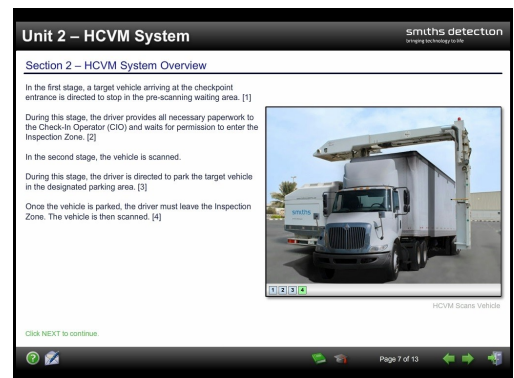 Unit 2 – HCVM System
smiths detection
bringing technology to life
Section 2 – HCVM System Overview
In the first stage, a target vehicle arriving at the checkpoint
entrance is directed to stop in the pre-scanning waiting area. [1]
During this stage, the driver provides all necessary paperwork to
the Check-In Operator (CIO) and waits for permission to enter the
Inspection Zone. [2]
In the second stage, the vehicle is scanned.
During this stage, the driver is directed to park the target vehicle
in the designated parking area. [3]
Once the vehicle is parked, the driver must leave the Inspection
Zone. The vehicle is then scanned. [4]
smiths
1 2 3 4
HCVM Scans Vehicle
Click NEXT to continue.
?
Page 7 of 13